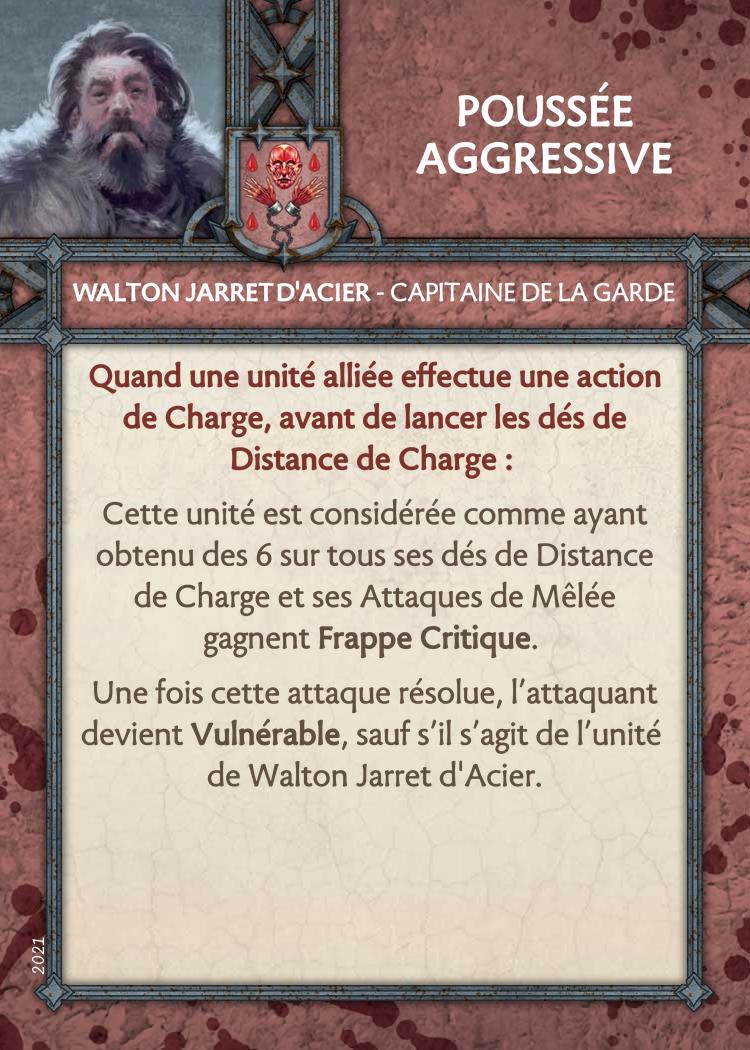 POUSSÉE
AGGRESSIVE
WALTON JARRET D'ACIER - CAPITAINE DE LA GARDE
Quand une unité alliée effectue une action
de Charge, avant de lancer les dés de
Distance de Charge :
Cette unité est considérée comme ayant
obtenu des 6 sur tous ses dés de Distance
de Charge et ses Attaques de Mêlée
gagnent Frappe Critique.
Une fois cette attaque résolue, l’attaquant
devient Vulnérable, sauf s’il s’agit de l’unité
de Walton Jarret d'Acier.
2021